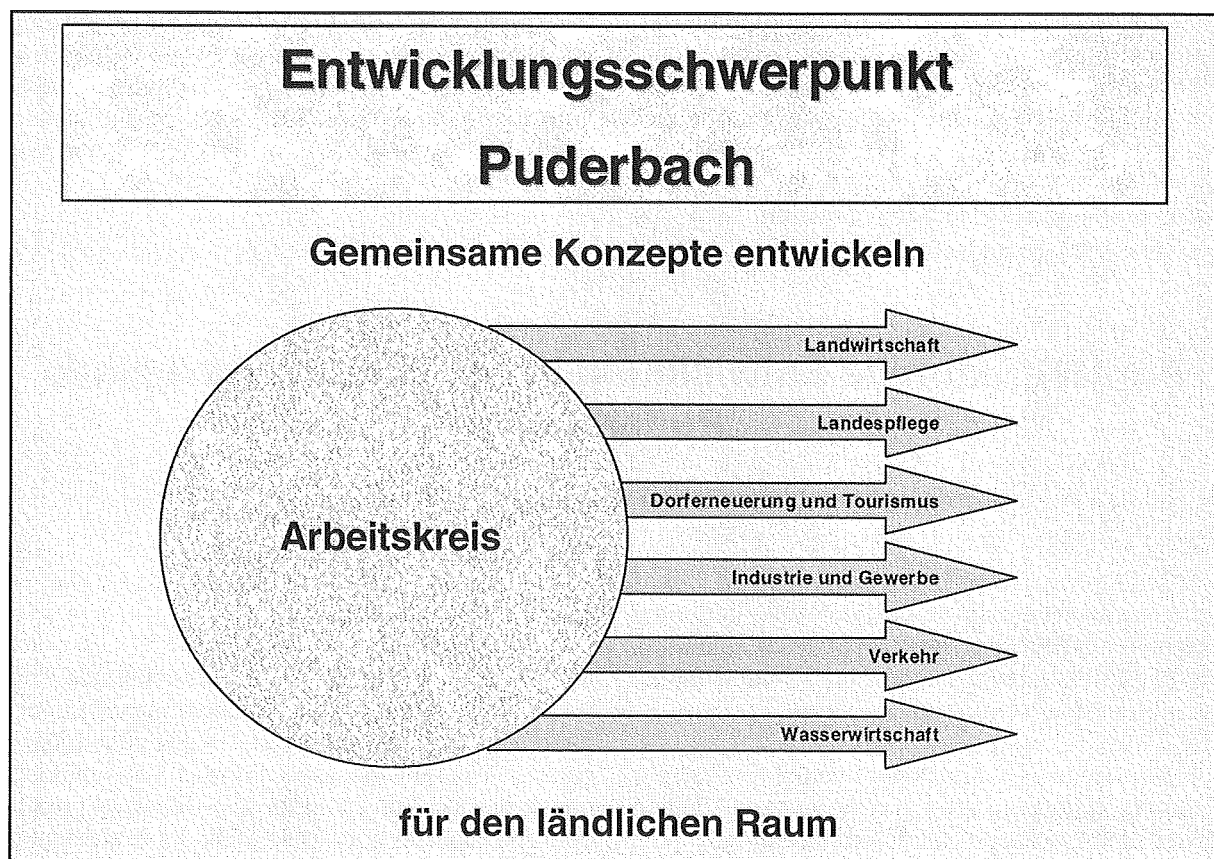 Entwicklungsschwerpunkt
Puderbach
Gemeinsame Konzepte entwickeln
Landwirtschaft
Landespflege
Dorferneuerung und Tourismus
Arbeitskreis
Industrie und Gewerbe
Verkehr
Wasserwirtschaft
für den ländlichen Raum